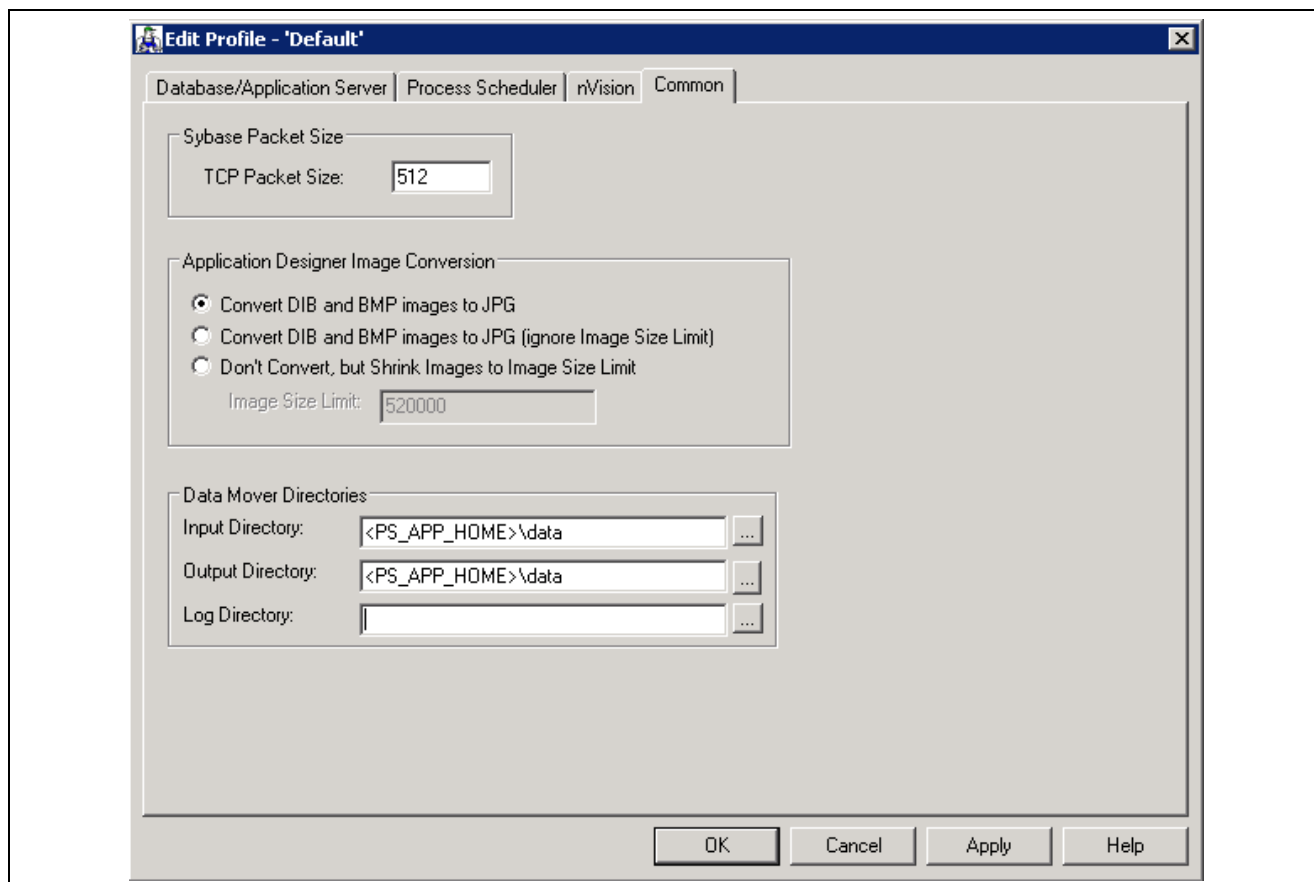 Edit Profile - 'Default'
Database/Application Server Process Scheduler nVision Common
Sybase Packet Size
TCP Packet Size: 512
Application Designer Image Conversion
Convert DIB and BMP images to JPG
Convert DIB and BMP images to JPG (ignore Image Size Limit)
Don't Convert, but Shrink Images to Image Size Limit
Image Size Limit: 520000
Data Mover Directories
Input Directory: <PS_APP_HOME>\data ...
Output Directory: <PS_APP_HOME>\data ...
Log Directory: ...
OK Cancel Apply Help